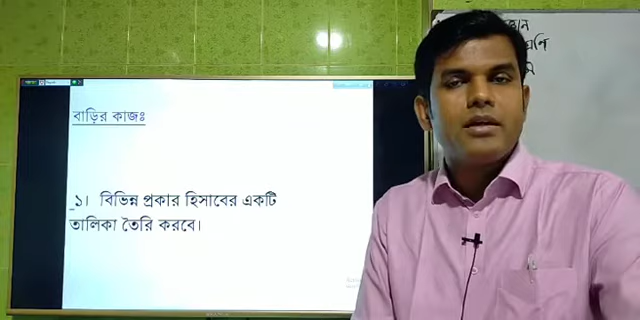 বাড়ির কাজঃ
১। বিভিন্ন প্রকার হিসাবের একটি
তালিকা তৈরি করবে।